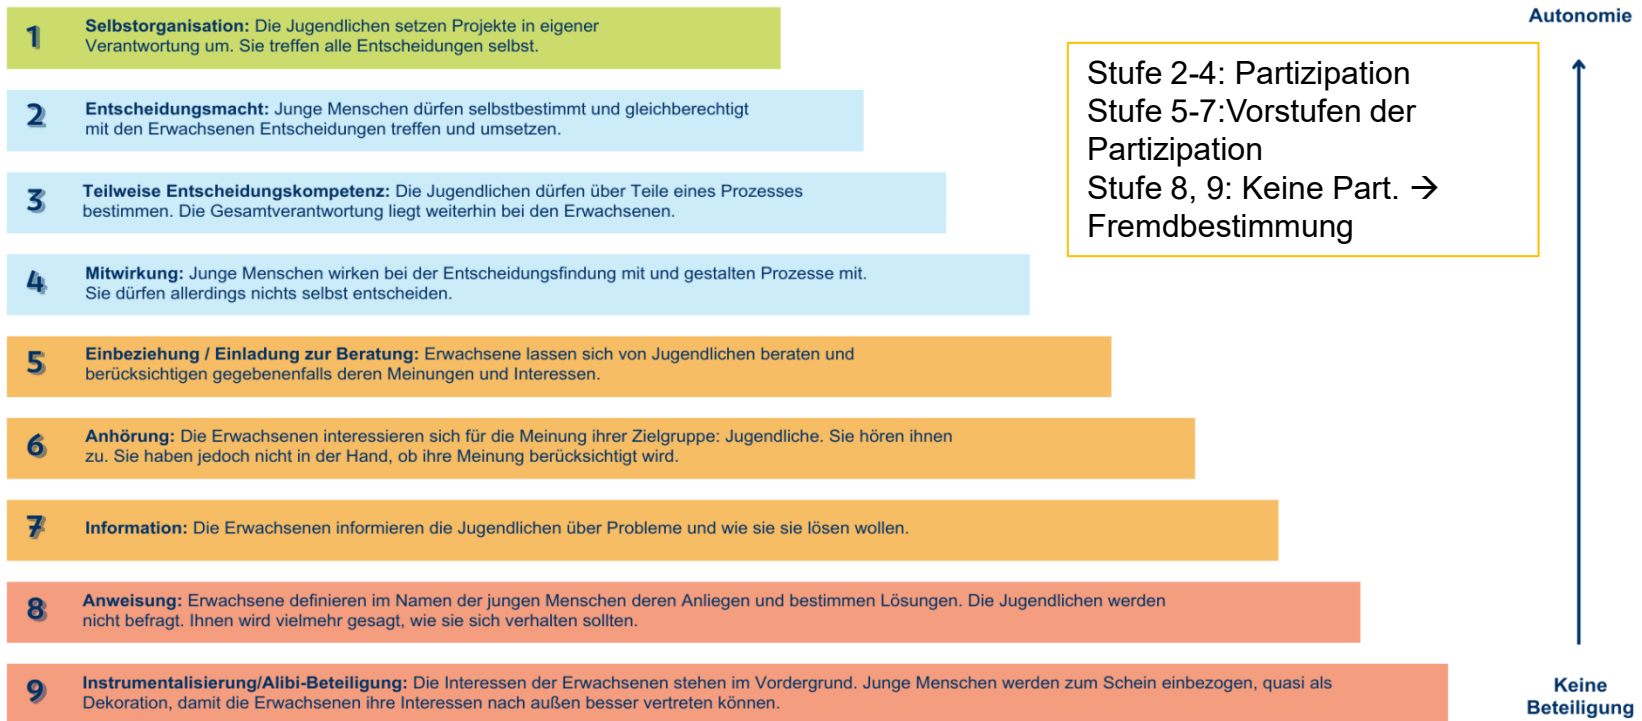 1
Selbstorganisation: Die Jugendlichen setzen Projekte in eigener
Verantwortung um. Sie treffen alle Entscheidungen selbst.
2
Entscheidungsmacht: Junge Menschen dürfen selbstbestimmt und gleichberechtigt
mit den Erwachsenen Entscheidungen treffen und umsetzen.
3
Teilweise Entscheidungskompetenz: Die Jugendlichen dürfen über Teile eines Prozesses
bestimmen. Die Gesamtverantwortung liegt weiterhin bei den Erwachsenen.
4
Mitwirkung: Junge Menschen wirken bei der Entscheidungsfindung mit und gestalten Prozesse mit.
Sie dürfen allerdings nichts selbst entscheiden.
5
Einbeziehung / Einladung zur Beratung: Erwachsene lassen sich von Jugendlichen beraten und
berücksichtigen gegebenenfalls deren Meinungen und Interessen.
6
Anhörung: Die Erwachsenen interessieren sich für die Meinung ihrer Zielgruppe: Jugendliche. Sie hören ihnen
zu. Sie haben jedoch nicht in der Hand, ob ihre Meinung berücksichtigt wird.
7
Information: Die Erwachsenen informieren die Jugendlichen über Probleme und wie sie sie lösen wollen.
8
Anweisung: Erwachsene definieren im Namen der jungen Menschen deren Anliegen und bestimmen Lösungen. Die Jugendlichen werden
nicht befragt. Ihnen wird vielmehr gesagt, wie sie sich verhalten sollten.
9
Instrumentalisierung/Alibi-Beteiligung: Die Interessen der Erwachsenen stehen im Vordergrund. Junge Menschen werden zum Schein einbezogen, quasi als
Dekoration, damit die Erwachsenen ihre Interessen nach außen besser vertreten können.
Stufe 2-4: Partizipation
Stufe 5-7:Vorstufen der
Partizipation
Stufe 8, 9: Keine Part. →
Fremdbestimmung
Autonomie
Keine
Beteiligung